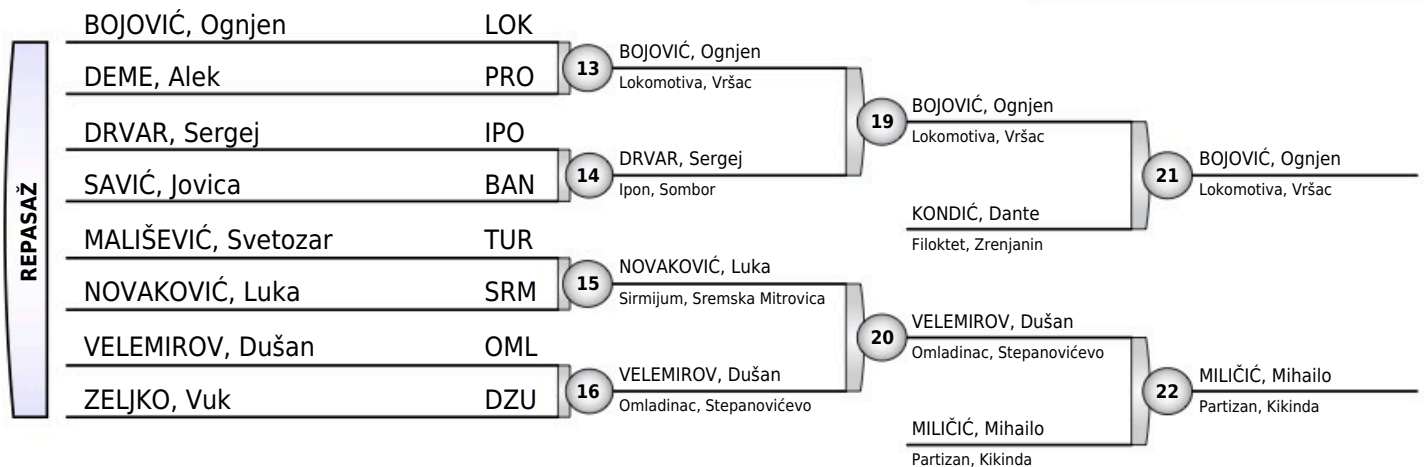 REPASAŽ
BOJOVIĆ, Ognjen LOK
DEME, Alek PRO
DRVAR, Sergej IPO
SAVIĆ, Jovica BAN
MALIŠEVIĆ, Svetozar TUR
NOVAKOVIĆ, Luka SRM
VELEMIROV, Dušan OML
ZELJKO, Vuk DZU
13
BOJOVIĆ, Ognjen
Lokomotiva, Vršac
14
DRVAR, Sergej
Ipon, Sombor
15
NOVAKOVIĆ, Luka
Sirmijum, Sremska Mitrovica
16
VELEMIROV, Dušan
Omladinac, Stepanovićevo
19
BOJOVIĆ, Ognjen
Lokomotiva, Vršac
KONDIĆ, Dante
Filoktet, Zrenjanin
20
VELEMIROV, Dušan
Omladinac, Stepanovićevo
MILIČIĆ, Mihailo
Partizan, Kikinda
21
BOJOVIĆ, Ognjen
Lokomotiva, Vršac
22
MILIČIĆ, Mihailo
Partizan, Kikinda